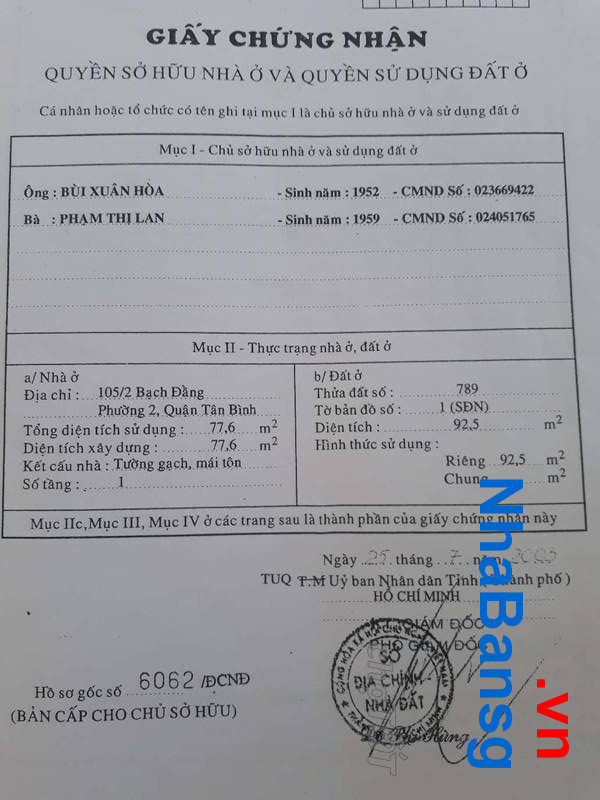 GIẤY CHỨNG NHẬN
QUYỀN SỞ HỮU NHÀ Ở VÀ QUYỀN SỬ DỤNG ĐẤT Ở
Cá nhân hoặc tổ chức có tên ghi tại mục I là chủ sở hữu nhà ở và sử dụng đất ở
Mục I - Chủ sở hữu nhà ở và sử dụng đất ở
Ông : BÙI XUÂN HÒA - Sinh năm : 1952 - CMND Số : 023669422
Bà : PHẠM THỊ LAN - Sinh năm : 1959 - CMND Số : 024051765
Mục II - Thực trạng nhà ở, đất ở
a/ Nhà ở
Địa chỉ : 105/2 Bạch Đằng
Phường 2, Quận Tân Bình
Tổng diện tích sử dụng : 77,6 m2
Diện tích xây dựng : 77,6 m2
Kết cấu nhà : Tường gạch, mái tôn
Số tầng : 1
b/ Đất ở
Thửa đất số : 789
Tờ bản đồ số : 1 (SĐN)
Diện tích : 92,5 m2
Hình thức sử dụng :
Riêng 92,5 m2
Chung m2
Mục IIc,Mục III, Mục IV ở các trang sau là thành phần của giấy chứng nhận này
Ngày 25 tháng 7 năm 2003
TUQ T.M Uỷ ban Nhân dân Tỉnh ( Thành phố )
HỒ CHÍ MINH
GIÁM ĐỐC
PHÓ GIÁM ĐỐC
SỞ
ĐỊA CHÍNH -
NHÀ ĐẤT
Hồ sơ gốc số 6062 /ĐCNĐ
(BẢN CẤP CHO CHỦ SỞ HỮU)
NhaBansg
.vn